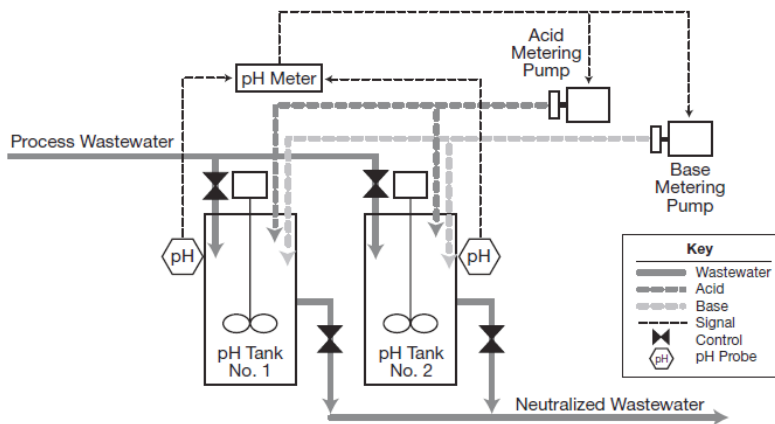 Acid
Metering
Pump
pH Meter
Process Wastewater
Base
Metering
Pump
pH
pH
pH Tank
No. 1
pH Tank
No. 2
Key
Wastewater
Acid
Base
Signal
Control
pH
pH Probe
Neutralized Wastewater